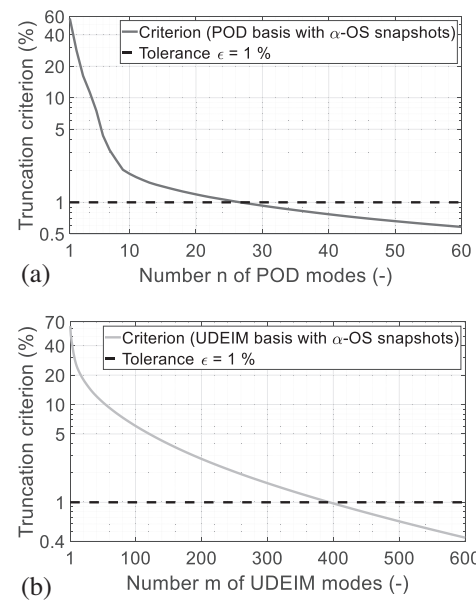 60
40
20
10
5
2
1
0.5
Truncation criterion (%)
Criterion (POD basis with α-OS snapshots)
Tolerance ϵ = 1 %
1 10 20 30 40 50 60
Number n of POD modes (-)
(a)
70
40
20
10
5
1
0.4
Truncation criterion (%)
Criterion (UDEIM basis with α-OS snapshots)
Tolerance ϵ = 1 %
1 100 200 300 400 500 600
Number m of UDEIM modes (-)
(b)